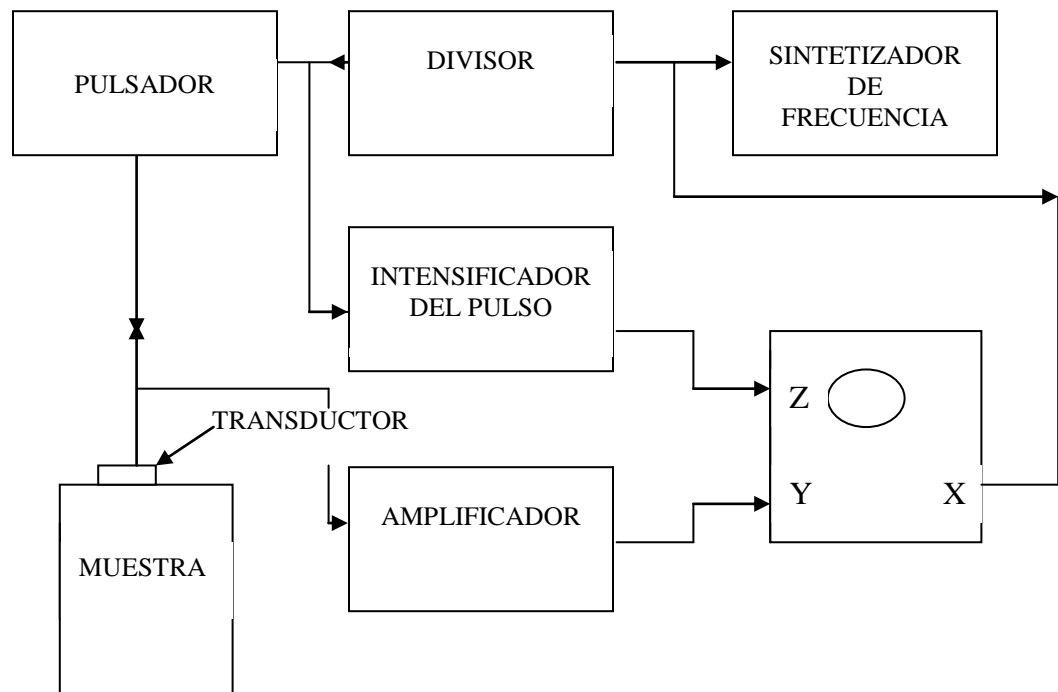 PULSADOR
DIVISOR
SINTETIZADOR
DE
FRECUENCIA
INTENSIFICADOR
DEL PULSO
Z
TRANSDUCTOR
Y
X
AMPLIFICADOR
MUESTRA